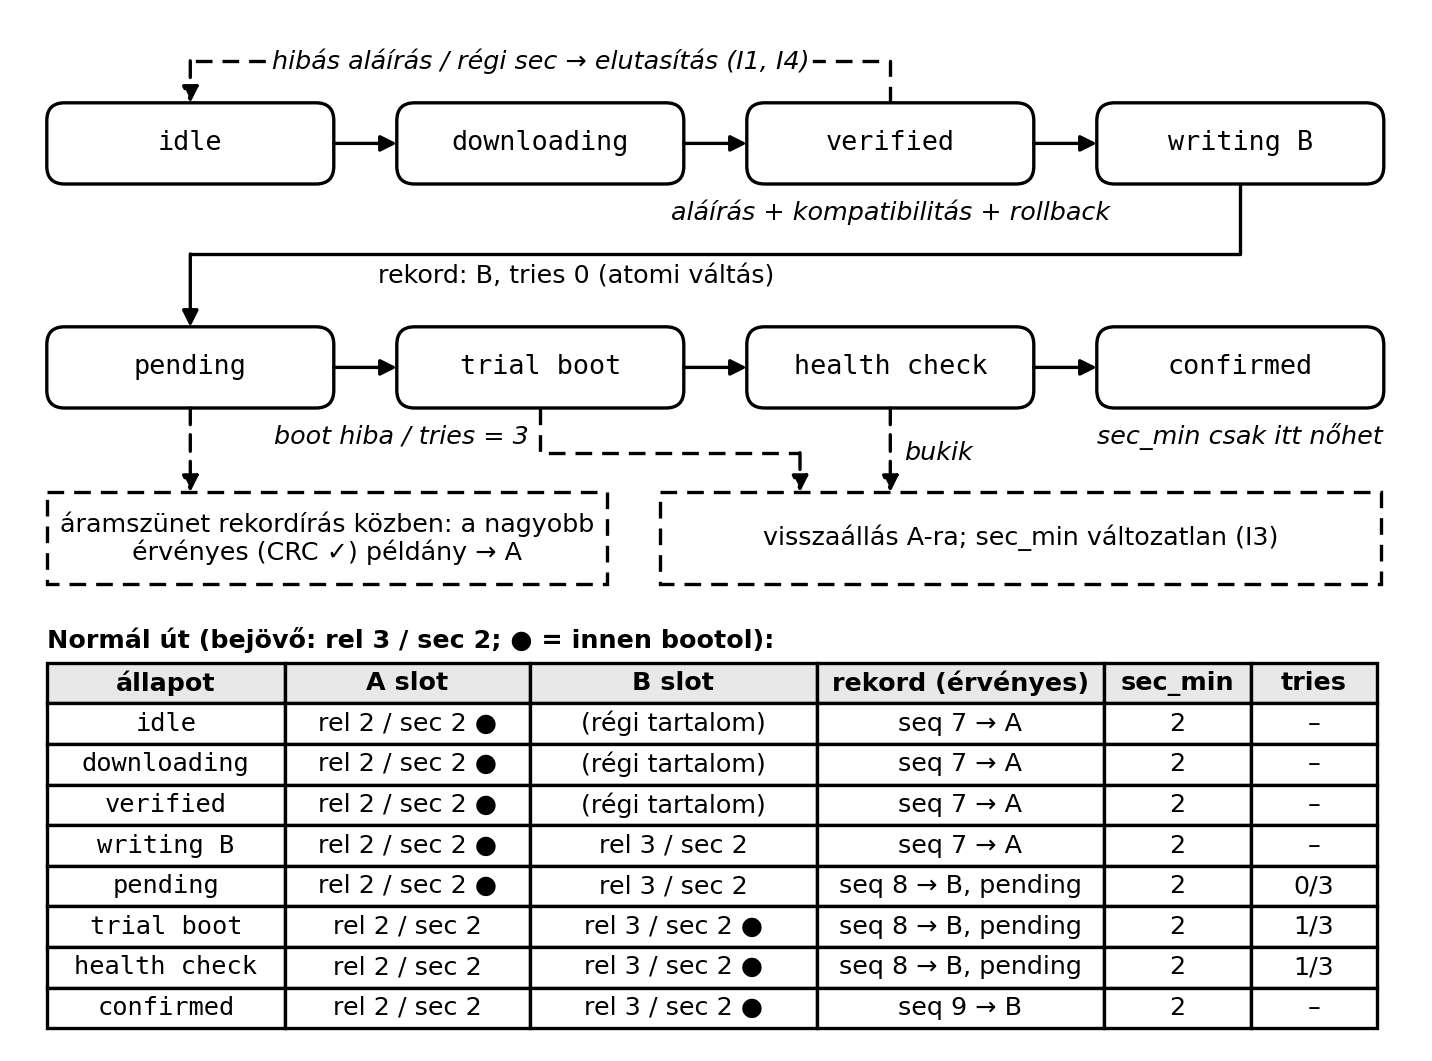 hibás aláírás / régi sec → elutasítás (I1, I4)
idle
downloading
verified
writing B
aláírás + kompatibilitás + rollback
rekord: B, tries 0 (atomi váltás)
pending
trial boot
health check
confirmed
boot hiba / tries = 3
bukik
sec_min csak itt nőhet
áramszünet rekordírás közben: a nagyobb
érvényes (CRC ✓) példány → A
visszaállás A-ra; sec_min változatlan (I3)
Normál út (bejövő: rel 3 / sec 2; ● = innen bootol):
állapot A slot B slot rekord (érvényes) sec_min tries
idle rel 2 / sec 2 ● (régi tartalom) seq 7 → A 2 –
downloading rel 2 / sec 2 ● (régi tartalom) seq 7 → A 2 –
verified rel 2 / sec 2 ● (régi tartalom) seq 7 → A 2 –
writing B rel 2 / sec 2 ● rel 3 / sec 2 seq 7 → A 2 –
pending rel 2 / sec 2 ● rel 3 / sec 2 seq 8 → B, pending 2 0/3
trial boot rel 2 / sec 2 rel 3 / sec 2 ● seq 8 → B, pending 2 1/3
health check rel 2 / sec 2 rel 3 / sec 2 ● seq 8 → B, pending 2 1/3
confirmed rel 2 / sec 2 rel 3 / sec 2 ● seq 9 → B 2 –